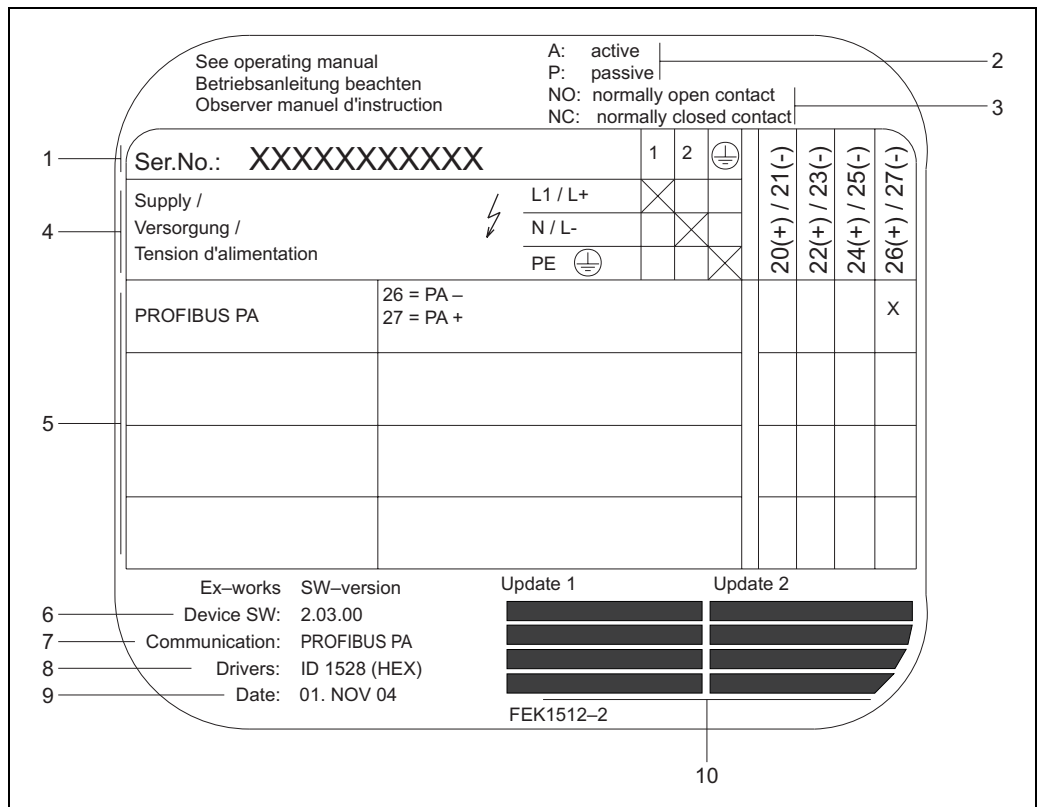 See operating manual
Betriebsanleitung beachten
Observer manuel d'instruction
A: active
P: passive
NO: normally open contact
NC: normally closed contact
2
3
1
Ser.No.: XXXXXXXXXXX
1 2
20(+) / 21(-)
22(+) / 23(-)
24(+) / 25(-)
26(+) / 27(-)
4
Supply /
Versorgung /
Tension d'alimentation
L1 / L+
N / L-
PE
5
PROFIBUS PA
26 = PA –
27 = PA +
X
Ex–works SW–version
6 Device SW: 2.03.00
7 Communication: PROFIBUS PA
8 Drivers: ID 1528 (HEX)
9 Date: 01. NOV 04
Update 1 Update 2
FEK1512–2
10